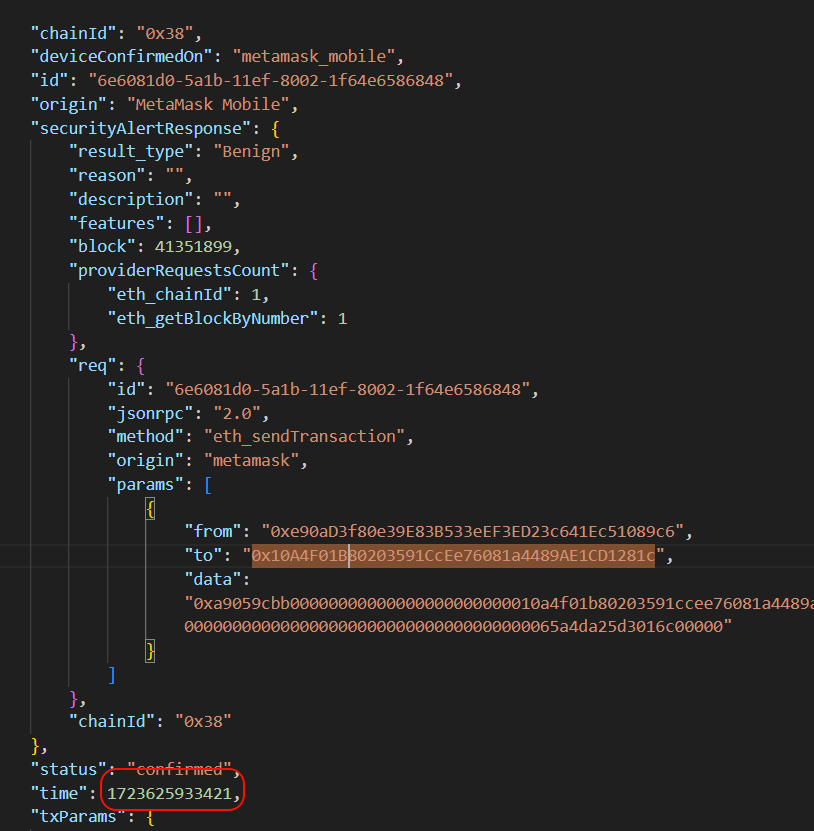 "chainId": "0x38",
"deviceConfirmedOn": "metamask_mobile",
"id": "6e6081d0-5a1b-11ef-8002-1f64e6586848",
"origin": "MetaMask Mobile",
"securityAlertResponse": {
"result_type": "Benign",
"reason": "",
"description": "",
"features": [],
"block": 41351899,
"providerRequestsCount": {
"eth_chainId": 1,
"eth_getBlockByNumber": 1
},
"req": {
"id": "6e6081d0-5a1b-11ef-8002-1f64e6586848",
"jsonrpc": "2.0",
"method": "eth_sendTransaction",
"origin": "metamask",
"params": [
{
"from": "0xe90aD3f80e39E83B533eEF3ED23c641Ec51089c6",
"to": "0x10A4F01B80203591CcEe76081a4489AE1CD1281c",
"data":
"0xa9059cbb00000000000000000000000010a4f01b80203591ccee76081a4489a
000000000000000000000000000000000000065a4da25d3016c00000"
}
]
},
"chainId": "0x38"
},
"status": "confirmed",
"time": 1723625933421,
"txParams": {